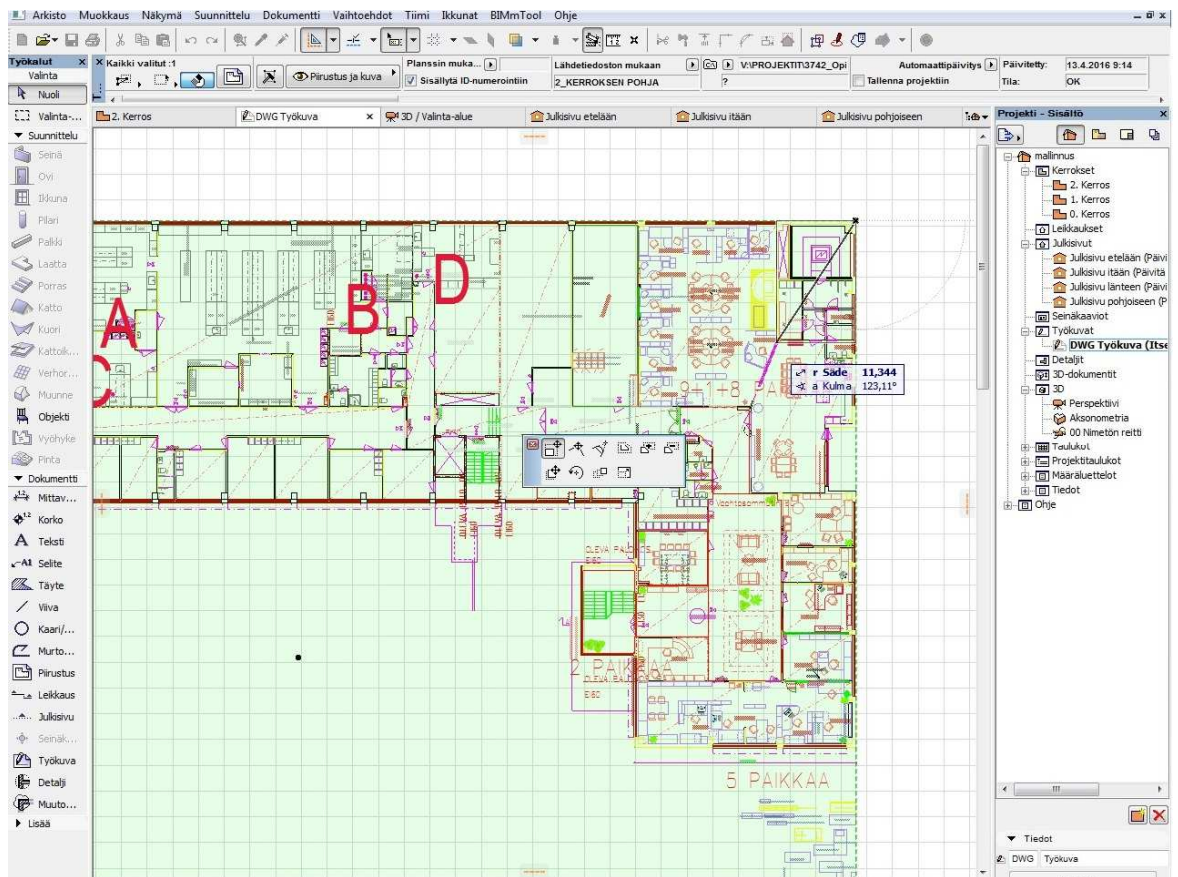 Arkisto Muokkaus Näkymä Suunnittelu Dokumentti Vaihtoehdot Tiimi Ikkunat BIMmTool Ohje
Työkalut
Valinta
Nuoli
Valinta-...
Suunnittelu
Seinä
Ovi
Ikkuna
Pilari
Palkki
Laatta
Porras
Katto
Kuori
Kattoik...
Verhor...
Muunne
Objekti
Vyöhyke
Pinta
Dokumentti
Mittav...
Korko
Teksti
Selite
Täyte
Viiva
Kaari/...
Murto...
Piirustus
Leikkaus
Julkisivu
Seinäk...
Työkuva
Detalji
Muuto...
Lisää
Kaikki valitut :1
Piirustus ja kuva
Planssin muka...
Sisällytä ID-numerointiin
Lähdetiedoston mukaan
2_KERROKSEN POHJA
V:\PROJEKTIT\3742_Opi
?
Automaattipäivitys
Tallenna projektiin
Päivitetty: 13.4.2016 9:14
Tila: OK
2. Kerros
DWG Työkuva
3D / Valinta-alue
Julkisivu etelään
Julkisivu itään
Julkisivu pohjoiseen
A
B
C
D
r Säde 11,344
a Kulma 123,11°
OLEVA PALO
EI60
2 PAIKKAA
EI60
5 PAIKKAA
Projekti - Sisältö
mallinnus
Kerrokset
2. Kerros
1. Kerros
0. Kerros
Leikkaukset
Julkisivut
Julkisivu etelään (Päivi
Julkisivu itään (Päivitä
Julkisivu länteen (Päivi
Julkisivu pohjoiseen (P
Seinäkaaviot
Työkuvat
DWG Työkuva (Itse
Detaljit
3D-dokumentit
3D
Perspektiivi
Aksonometria
00 Nimetön reitti
Taulukot
Projektitaulukot
Määräluettelot
Tiedot
Ohje
Tiedot
DWG Työkuva